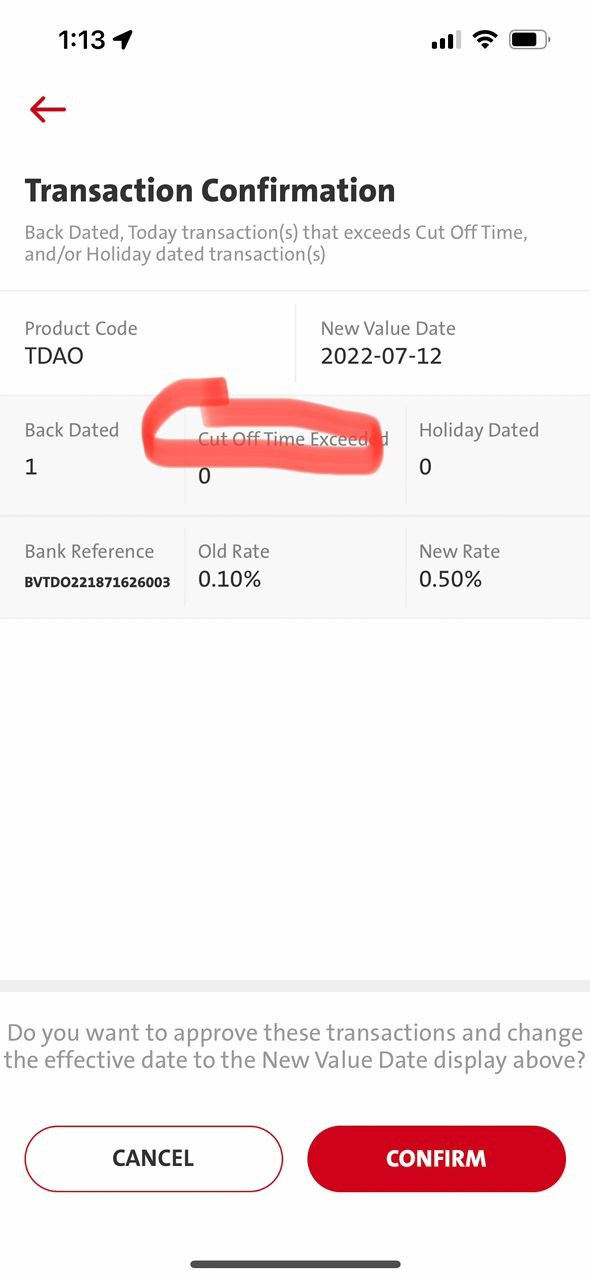 1:13
Transaction Confirmation
Back Dated, Today transaction(s) that exceeds Cut Off Time,
and/or Holiday dated transaction(s)
Product Code
TDAO
New Value Date
2022-07-12
Back Dated
1
Cut Off Time Exceeded
0
Holiday Dated
0
Bank Reference
BVTDO221871626003
Old Rate
0.10%
New Rate
0.50%
Do you want to approve these transactions and change
the effective date to the New Value Date display above?
CANCEL
CONFIRM